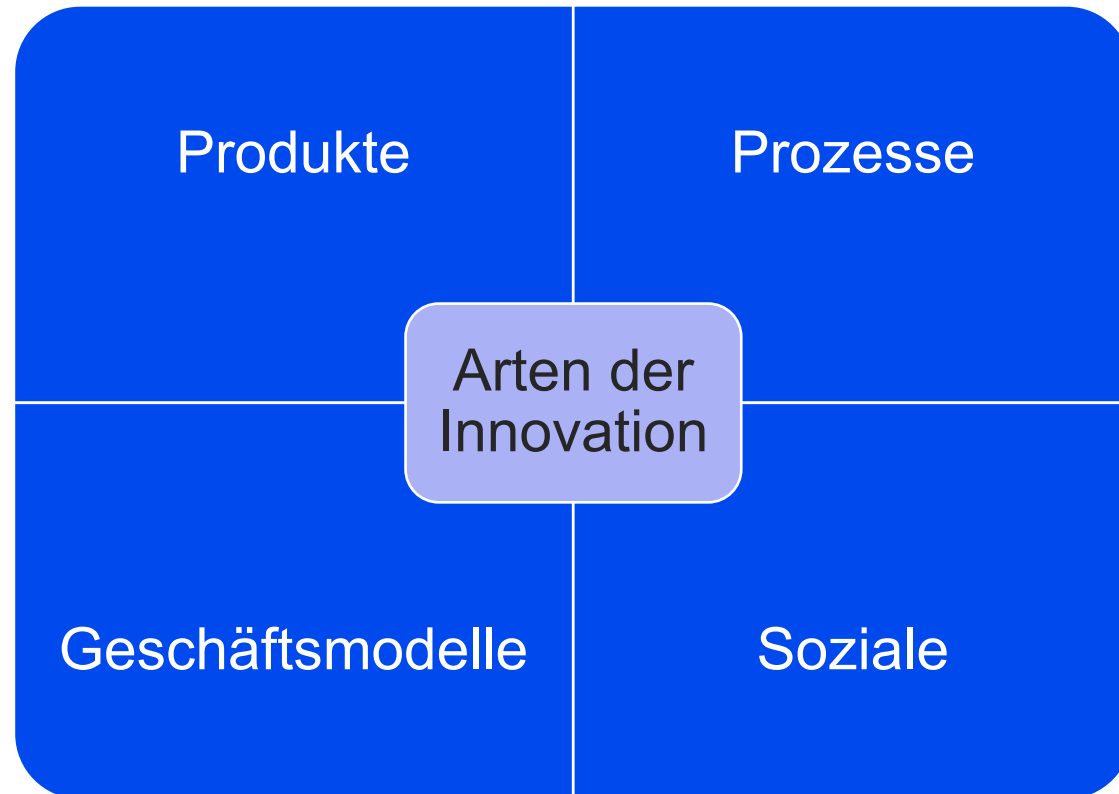 Produkte
Prozesse
Arten der
Innovation
Geschäftsmodelle
Soziale